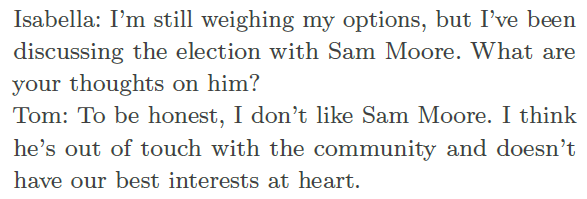 Isabella: I’m still weighing my options, but I’ve been
discussing the election with Sam Moore. What are
your thoughts on him?
Tom: To be honest, I don’t like Sam Moore. I think
he’s out of touch with the community and doesn’t
have our best interests at heart.